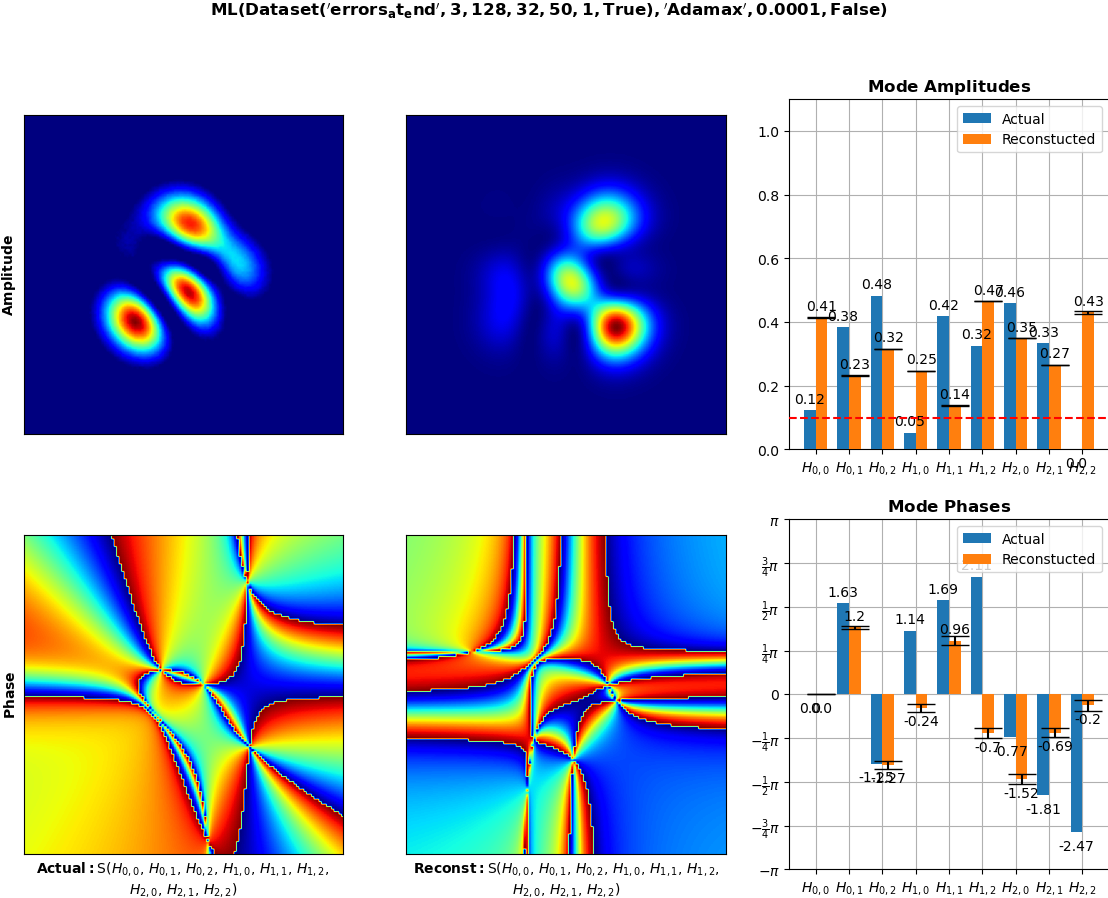 ML(Dataset('errors_at_end', 3, 128, 32, 50, 1, True), 'Adamax', 0.0001, False)
Amplitude
Mode Amplitudes
Actual
Reconstucted
1.0
0.8
0.6
0.4
0.2
0.0
0.12
0.41
0.38
0.23
0.48
0.32
0.05
0.25
0.42
0.14
0.32
0.47
0.46
0.35
0.33
0.27
0.0
0.43
H0,0 H0,1 H0,2 H1,0 H1,1 H1,2 H2,0 H2,1 H2,2
Phase
Actual: S(H0,0, H0,1, H0,2, H1,0, H1,1, H1,2,
H2,0, H2,1, H2,2)
Reconst: S(H0,0, H0,1, H0,2, H1,0, H1,1, H1,2,
H2,0, H2,1, H2,2)
Mode Phases
Actual
Reconstucted
π
3/4π
1/2π
1/4π
0
−1/4π
−1/2π
−3/4π
−π
0.0
0.0
1.63
1.2
-1.27
1.14
-0.24
1.69
0.96
2.11
-0.7
-0.77
-1.52
-1.81
-0.69
-2.47
-0.2
H0,0 H0,1 H0,2 H1,0 H1,1 H1,2 H2,0 H2,1 H2,2